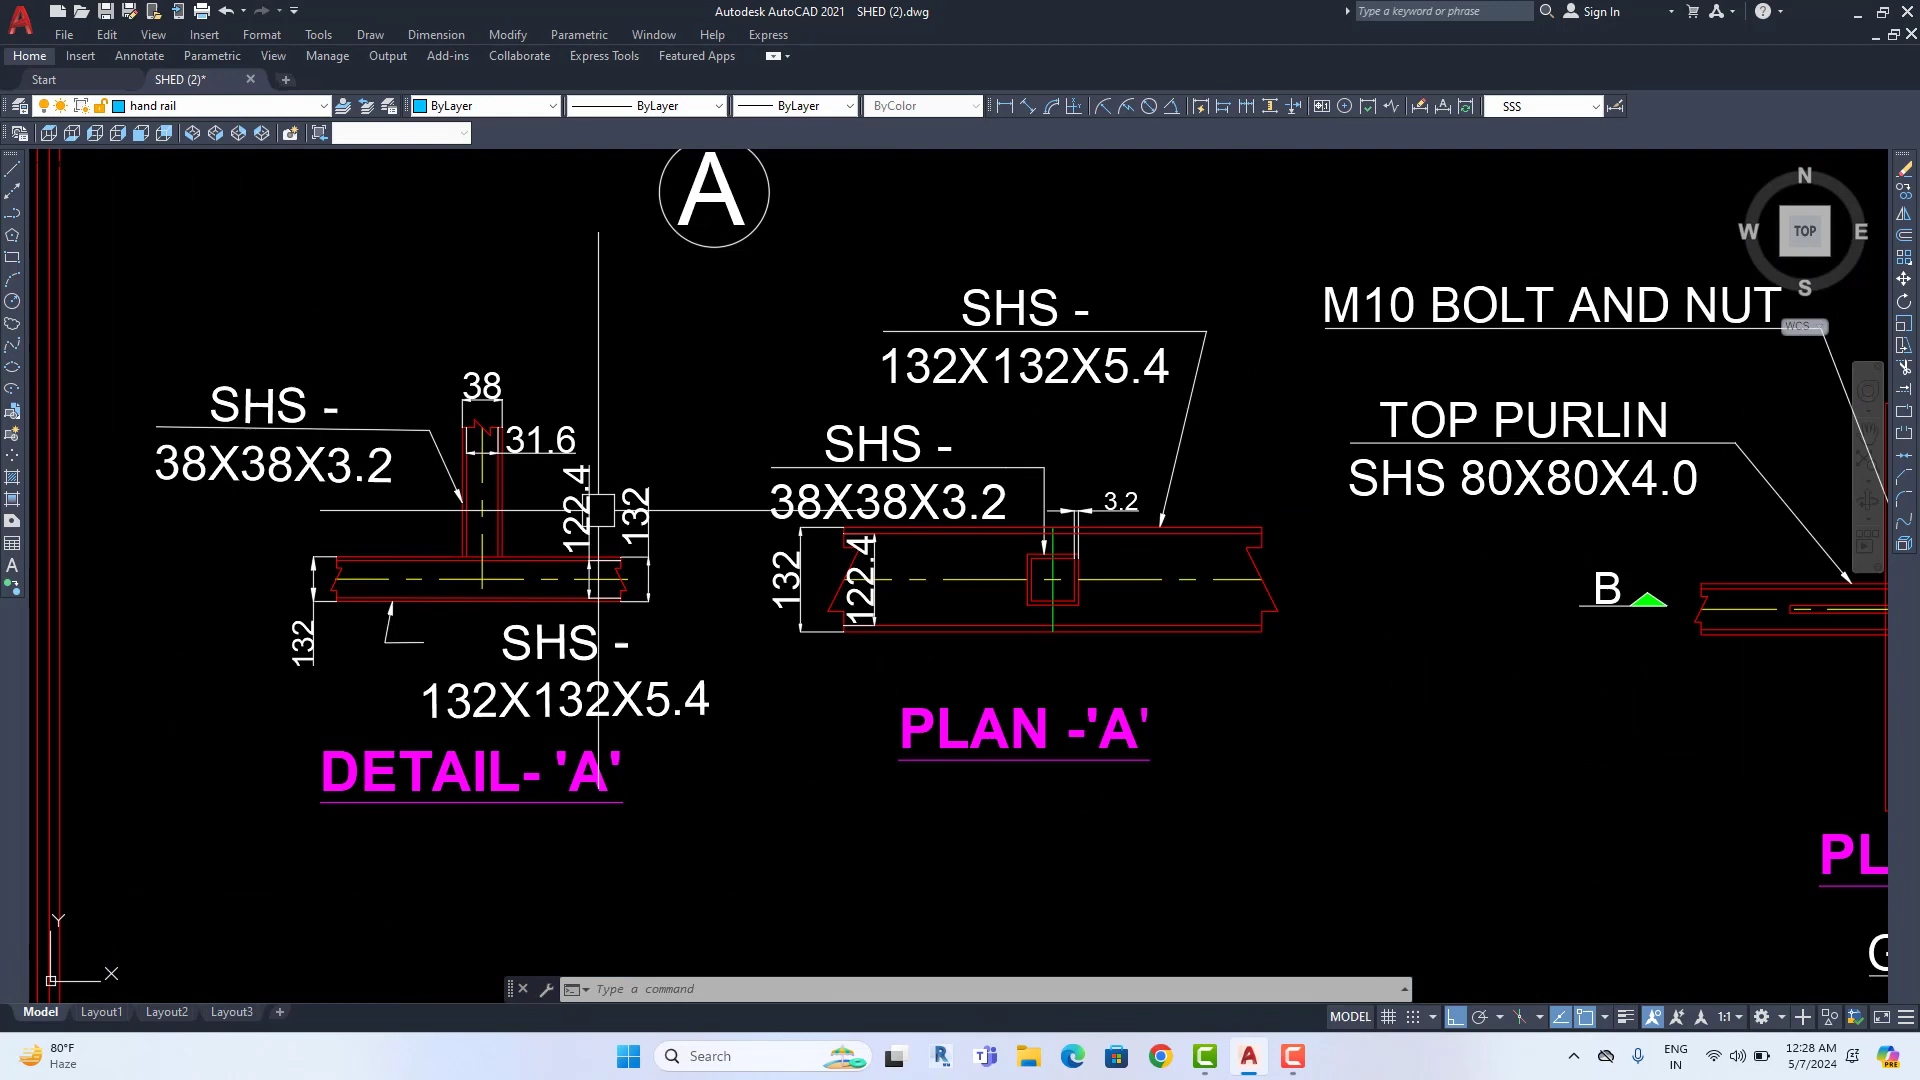 Autodesk AutoCAD 2021 SHED (2).dwg
Type a keyword or phrase
Sign In
File Edit View Insert Format Tools Draw Dimension Modify Parametric Window Help Express
Home Insert Annotate Parametric View Manage Output Add-ins Collaborate Express Tools Featured Apps
Start SHED (2)*
hand rail ByLayer ByLayer ByLayer ByColor SSS
A
N
W TOP E
S
WCS
SHS -
132X132X5.4
M10 BOLT AND NUT
38
SHS -
38X38X3.2
31.6
122.4
132
132
SHS -
132X132X5.4
DETAIL- 'A'
SHS -
38X38X3.2
3.2
132
122.4
PLAN -'A'
TOP PURLIN
SHS 80X80X4.0
B
PL
G
Y
X
Type a command
Model Layout1 Layout2 Layout3
MODEL 1:1
80°F
Haze
Search
ENG
IN
12:28 AM
5/7/2024
PRE